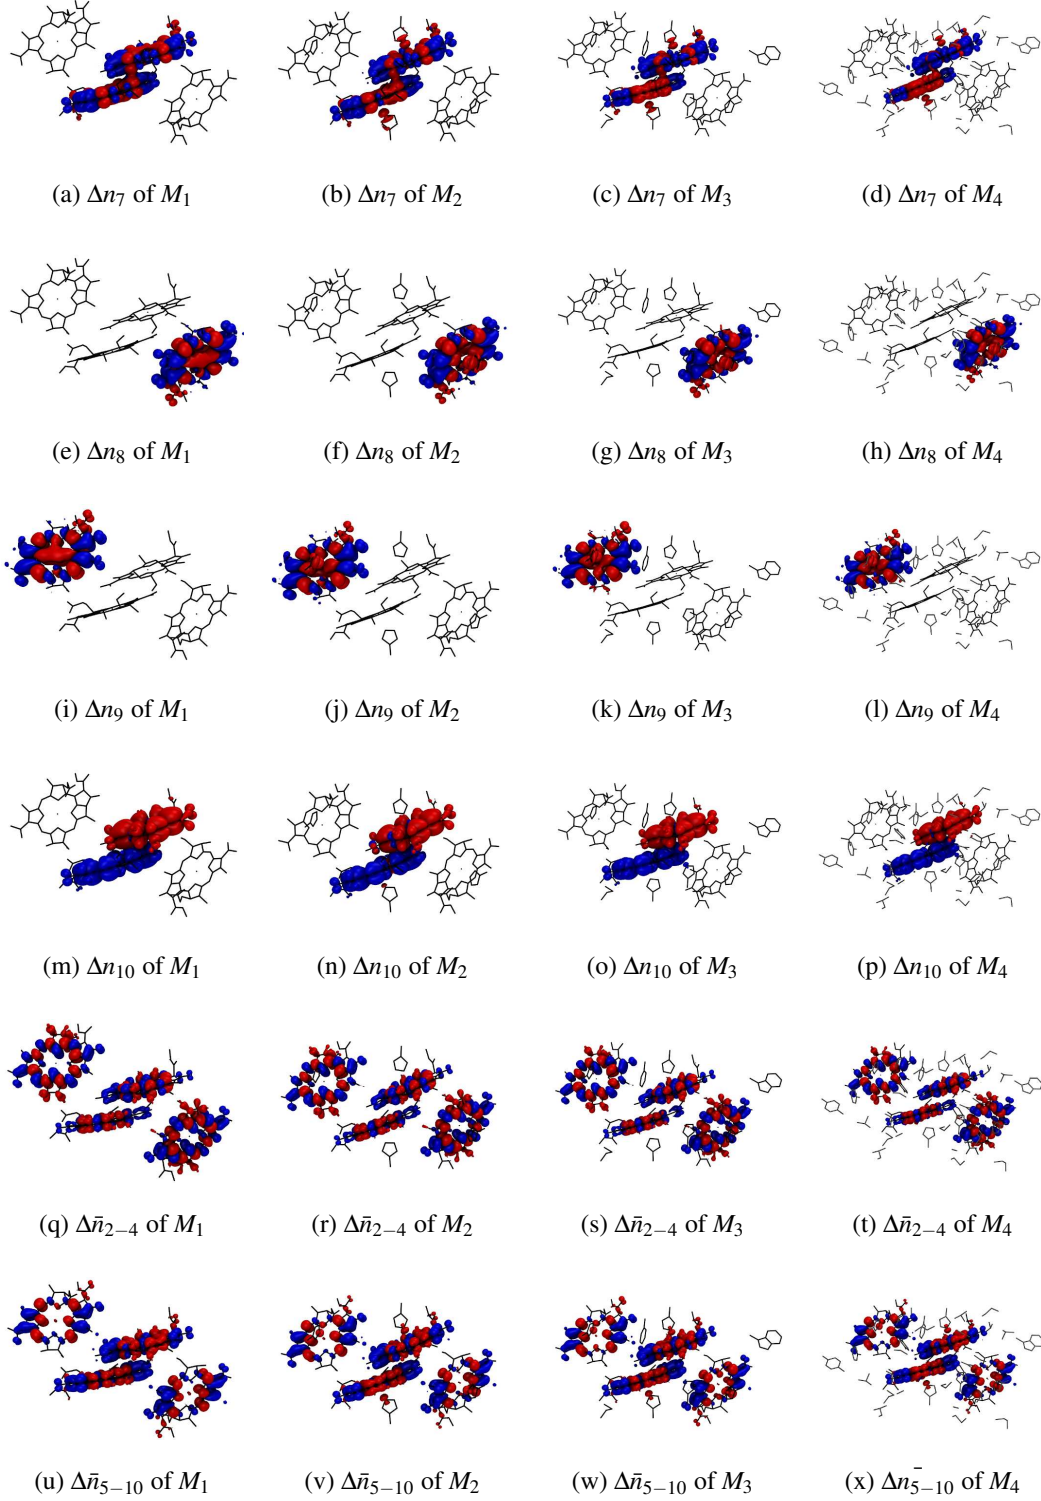 (a) Δn₇ of M₁ (b) Δn₇ of M₂ (c) Δn₇ of M₃ (d) Δn₇ of M₄
(e) Δn₈ of M₁ (f) Δn₈ of M₂ (g) Δn₈ of M₃ (h) Δn₈ of M₄
(i) Δn₉ of M₁ (j) Δn₉ of M₂ (k) Δn₉ of M₃ (l) Δn₉ of M₄
(m) Δn₁₀ of M₁ (n) Δn₁₀ of M₂ (o) Δn₁₀ of M₃ (p) Δn₁₀ of M₄
(q) Δn̄₂₋₄ of M₁ (r) Δn̄₂₋₄ of M₂ (s) Δn̄₂₋₄ of M₃ (t) Δn̄₂₋₄ of M₄
(u) Δn̄₅₋₁₀ of M₁ (v) Δn̄₅₋₁₀ of M₂ (w) Δn̄₅₋₁₀ of M₃ (x) Δn̄₅₋₁₀ of M₄